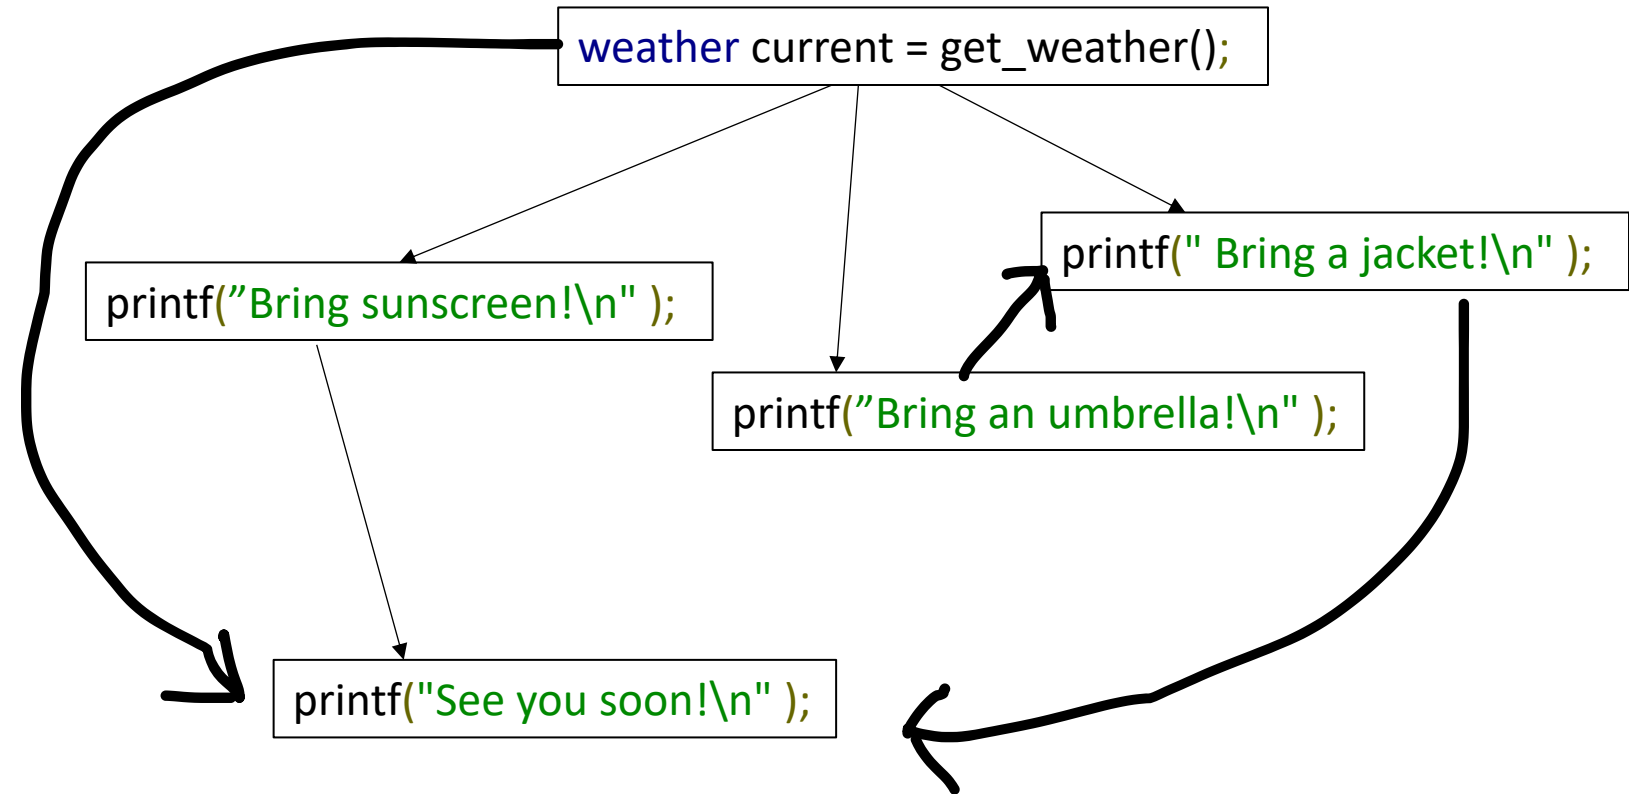 weather current = get_weather();
printf(" Bring a jacket!\n" );
printf(”Bring sunscreen!\n" );
printf(”Bring an umbrella!\n" );
printf("See you soon!\n" );